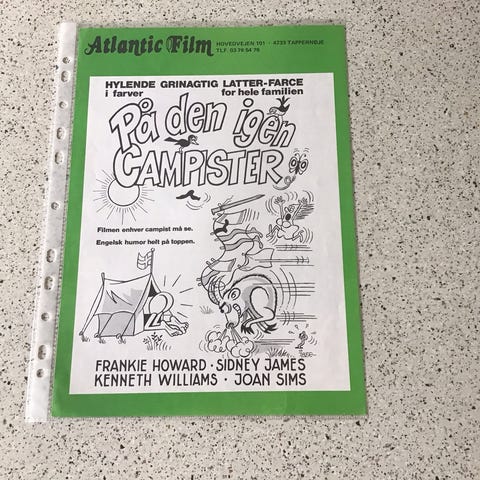 Atlantic Film HOVEDVEJEN 101 · 4733 TAPPERNØJE
TLF. 03 76 54 76
HYLENDE GRINAGTIG LATTER-FARCE
i farver for hele familien
På den igen
CAMPISTER
Filmen enhver campist må se.
Engelsk humor helt på toppen.
FRANKIE HOWARD · SIDNEY JAMES
KENNETH WILLIAMS · JOAN SIMS